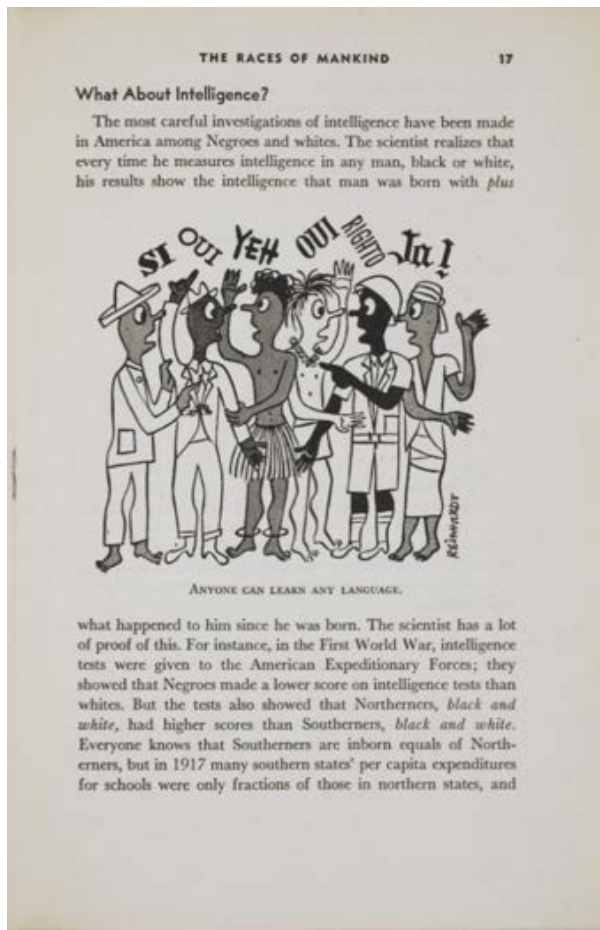 THE RACES OF MANKIND 17
What About Intelligence?
The most careful investigations of intelligence have been made
in America among Negroes and whites. The scientist realizes that
every time he measures intelligence in any man, black or white,
his results show the intelligence that man was born with plus
SI OUI YEH OUI RIGHTO Ja!
REINHARDT
ANYONE CAN LEARN ANY LANGUAGE.
what happened to him since he was born. The scientist has a lot
of proof of this. For instance, in the First World War, intelligence
tests were given to the American Expeditionary Forces; they
showed that Negroes made a lower score on intelligence tests than
whites. But the tests also showed that Northerners, black and
white, had higher scores than Southerners, black and white.
Everyone knows that Southerners are inborn equals of North-
erners, but in 1917 many southern states' per capita expenditures
for schools were only fractions of those in northern states, and